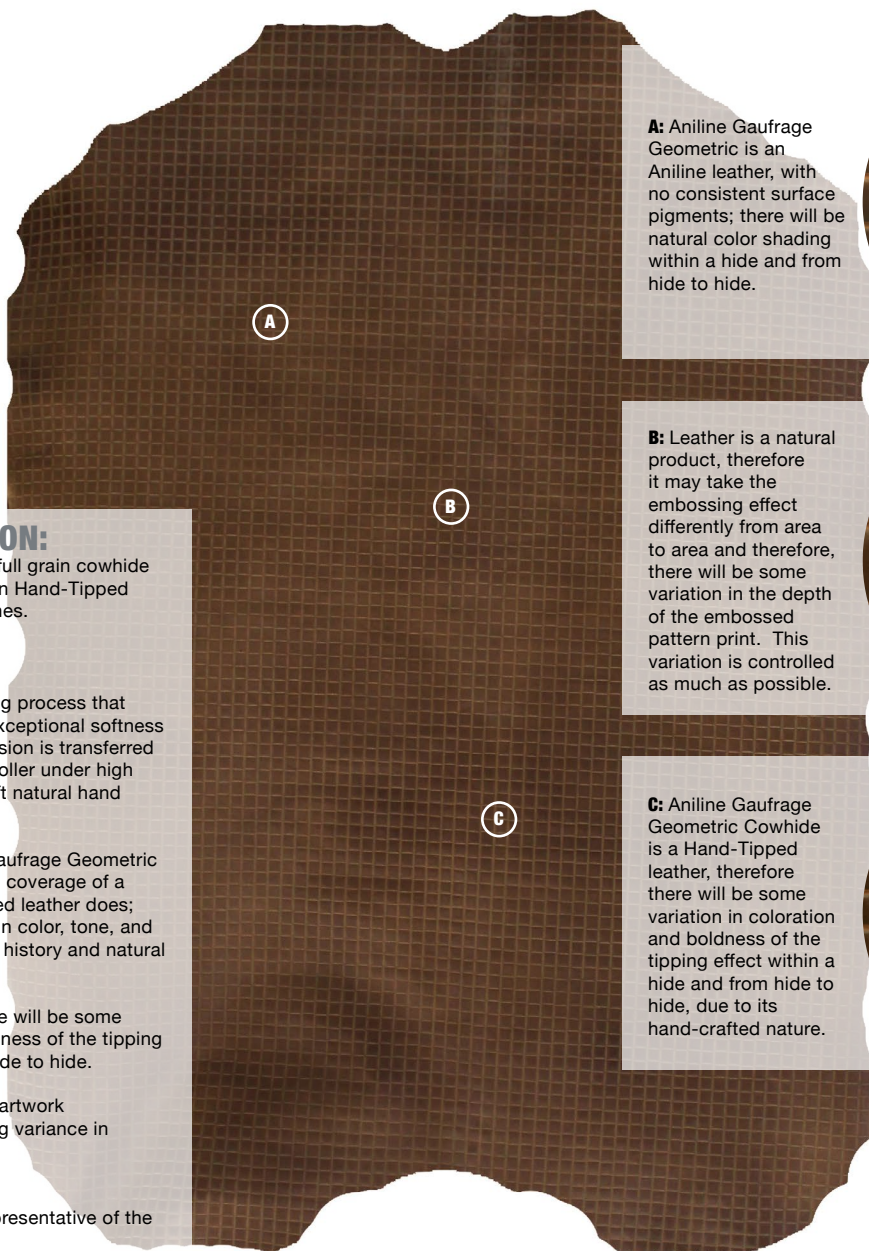 A: Aniline Gaufrage
Geometric is an
Aniline leather, with
no consistent surface
pigments; there will be
natural color shading
within a hide and from
hide to hide.
A
B: Leather is a natural
product, therefore
it may take the
embossing effect
differently from area
to area and therefore,
there will be some
variation in the depth
of the embossed
pattern print. This
variation is controlled
as much as possible.
B
C: Aniline Gaufrage
Geometric Cowhide
is a Hand-Tipped
leather, therefore
there will be some
variation in coloration
and boldness of the
tipping effect within a
hide and from hide to
hide, due to its
hand-crafted nature.
C
ON:
full grain cowhide
n Hand-Tipped
nes.
g process that
xceptional softness
sion is transferred
oller under high
t natural hand
aufrage Geometric
coverage of a
ed leather does;
n color, tone, and
history and natural
e will be some
ness of the tipping
de to hide.
artwork
g variance in
presentative of the